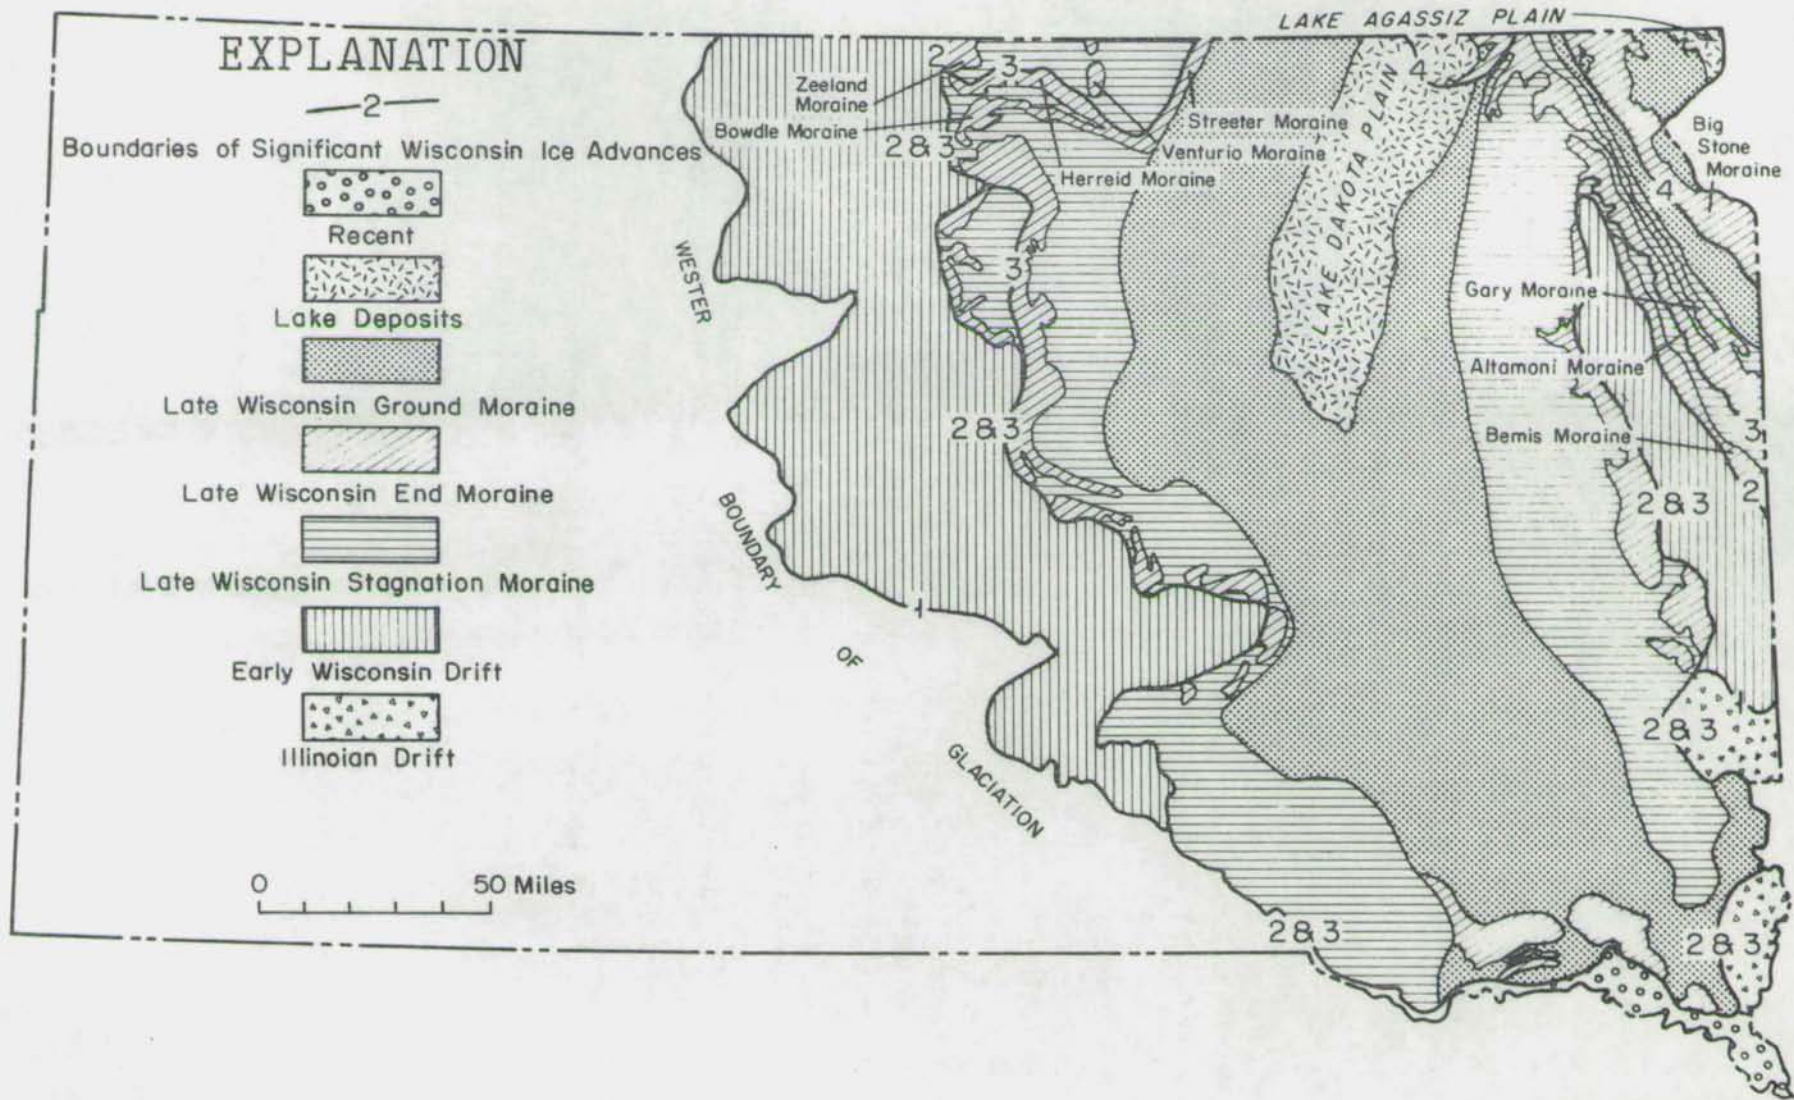 LAKE AGASSIZ PLAIN
EXPLANATION
2
Boundaries of Significant Wisconsin Ice Advances
Recent
Lake Deposits
Late Wisconsin Ground Moraine
Late Wisconsin End Moraine
Late Wisconsin Stagnation Moraine
Early Wisconsin Drift
Illinoian Drift
0
50 Miles
2
3
Zeeland
Moraine
Bowdle Moraine
2&3
Streeter Moraine
Venturio Moraine
Herreid Moraine
4
LAKE DAKOTA PLAIN
Big
Stone
Moraine
4
3
Gary Moraine
Altamoni Moraine
2&3
Bemis Moraine
3
2
2&3
WESTER
BOUNDARY
OF
GLACIATION
1
1
2&3
2&3
2&3